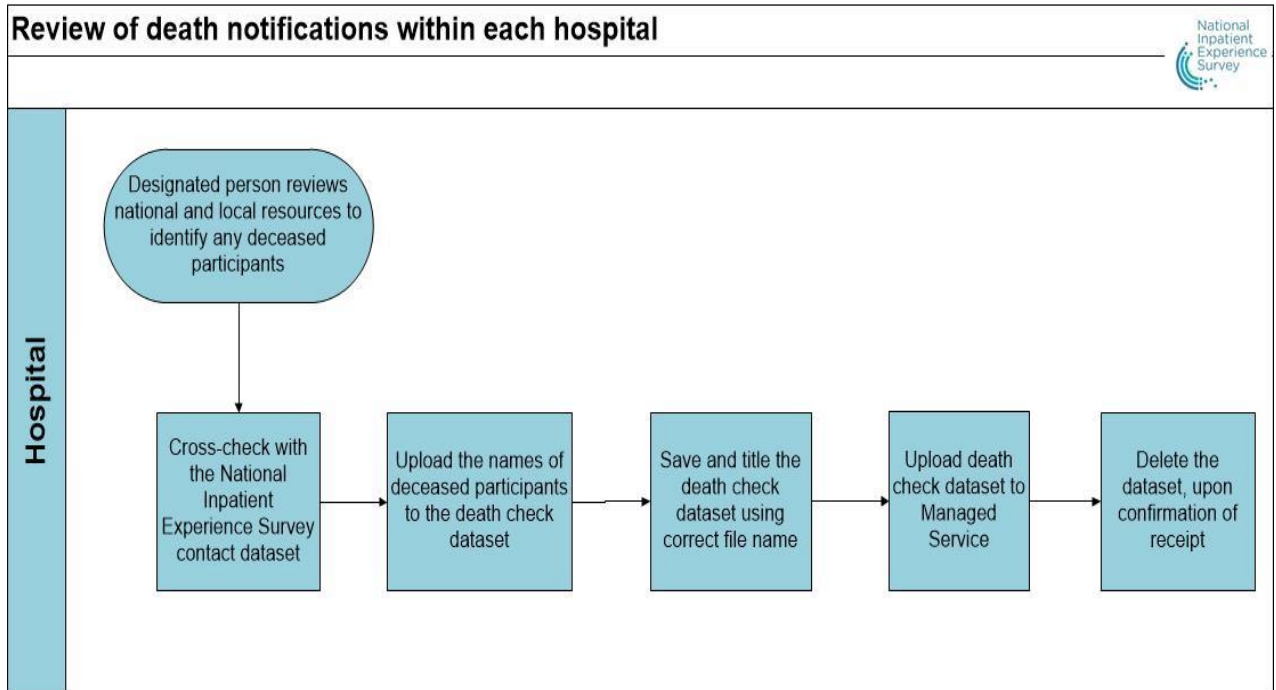 Review of death notifications within each hospital
National
Inpatient
Experience
Survey
Hospital
Designated person reviews
national and local resources to
identify any deceased
participants
Cross-check with
the National
Inpatient
Experience Survey
contact dataset
Upload the names of
deceased participants
to the death check
dataset
Save and title the
death check
dataset using
correct file name
Upload death
check dataset to
Managed
Service
Delete the
dataset, upon
confirmation of
receipt